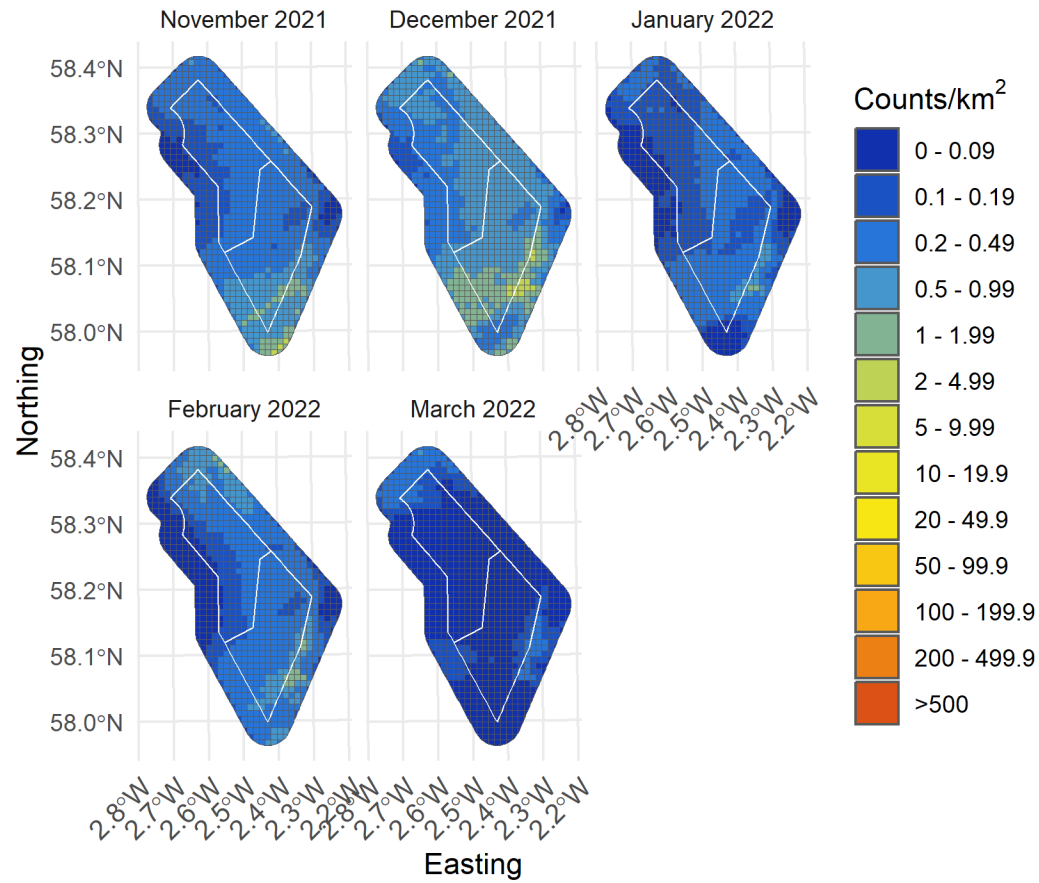 November 2021
December 2021
January 2022
58.4°N
58.3°N
58.2°N
58.1°N
58.0°N
2.8°W
2.7°W
2.6°W
2.5°W
2.4°W
2.3°W
2.2°W
Northing
February 2022
March 2022
58.4°N
58.3°N
58.2°N
58.1°N
58.0°N
2.8°W
2.7°W
2.6°W
2.5°W
2.4°W
2.3°W
2.2°W
2.8°W
2.7°W
2.6°W
2.5°W
2.4°W
2.3°W
2.2°W
Easting
Counts/km²
0 - 0.09
0.1 - 0.19
0.2 - 0.49
0.5 - 0.99
1 - 1.99
2 - 4.99
5 - 9.99
10 - 19.9
20 - 49.9
50 - 99.9
100 - 199.9
200 - 499.9
>500